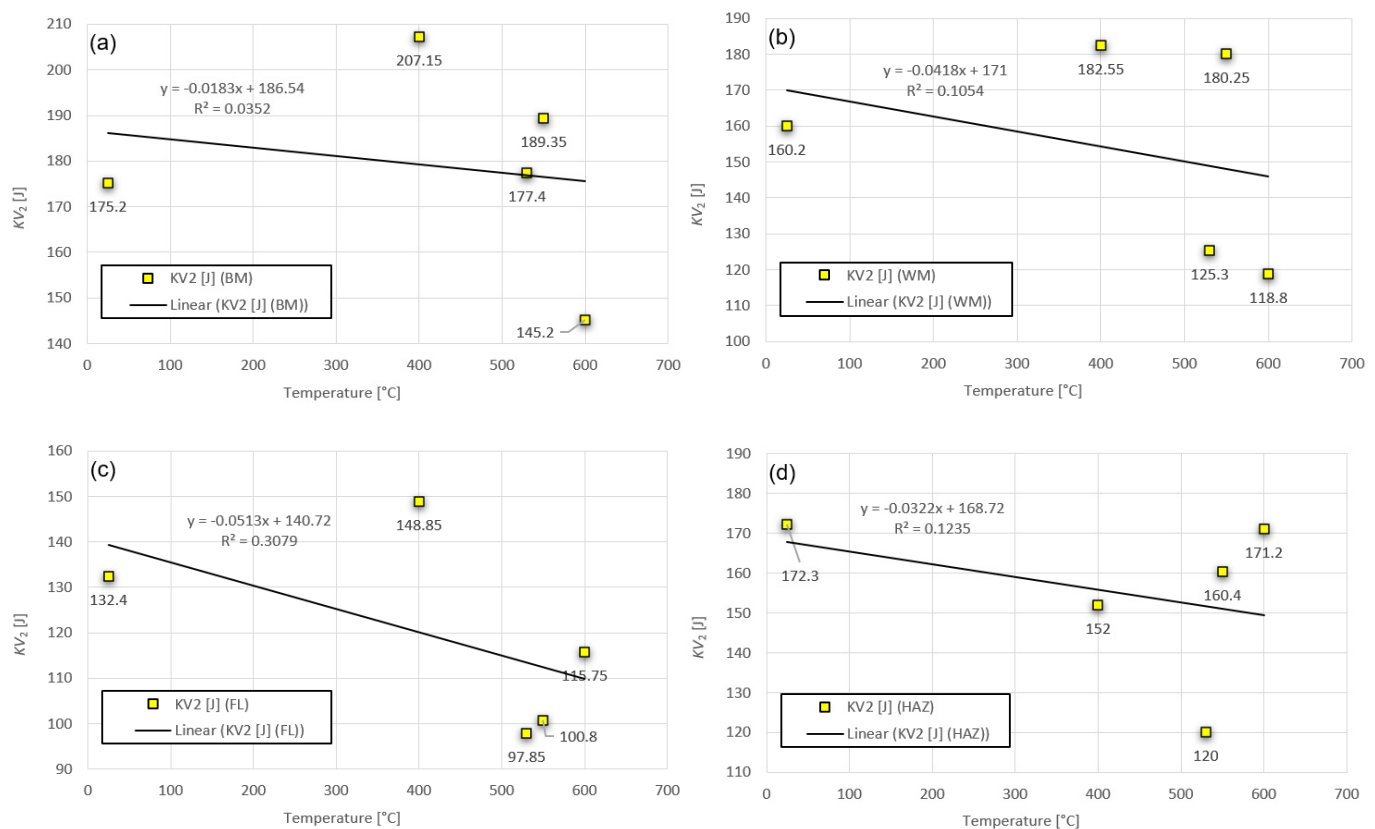 (a)
210
200
190
180
170
160
150
140
KV2 [J]
y = -0.0183x + 186.54
R² = 0.0352
207.15
189.35
177.4
175.2
145.2
KV2 [J] (BM)
Linear (KV2 [J] (BM))
0 100 200 300 400 500 600 700
Temperature [°C]
(b)
190
180
170
160
150
140
130
120
110
100
KV2 [J]
y = -0.0418x + 171
R² = 0.1054
182.55
180.25
160.2
125.3
118.8
KV2 [J] (WM)
Linear (KV2 [J] (WM))
0 100 200 300 400 500 600 700
Temperature [°C]
(c)
160
150
140
130
120
110
100
90
KV2 [J]
y = -0.0513x + 140.72
R² = 0.3079
148.85
132.4
115.75
100.8
97.85
KV2 [J] (FL)
Linear (KV2 [J] (FL))
0 100 200 300 400 500 600 700
Temperature [°C]
(d)
190
180
170
160
150
140
130
120
110
KV2 [J]
y = -0.0322x + 168.72
R² = 0.1235
172.3
171.2
160.4
152
120
KV2 [J] (HAZ)
Linear (KV2 [J] (HAZ))
0 100 200 300 400 500 600 700
Temperature [°C]